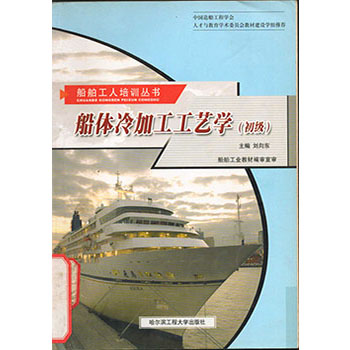 中国造船工程学会
人才与教育学术委员会教材建设学组推荐
船舶工人培训丛书
CHUANBO GONGREN PEIXUN CONGSHU
船体冷加工工艺学（初级）
主编 刘向东
船舶工业教材编审室审
哈尔滨工程大学出版社